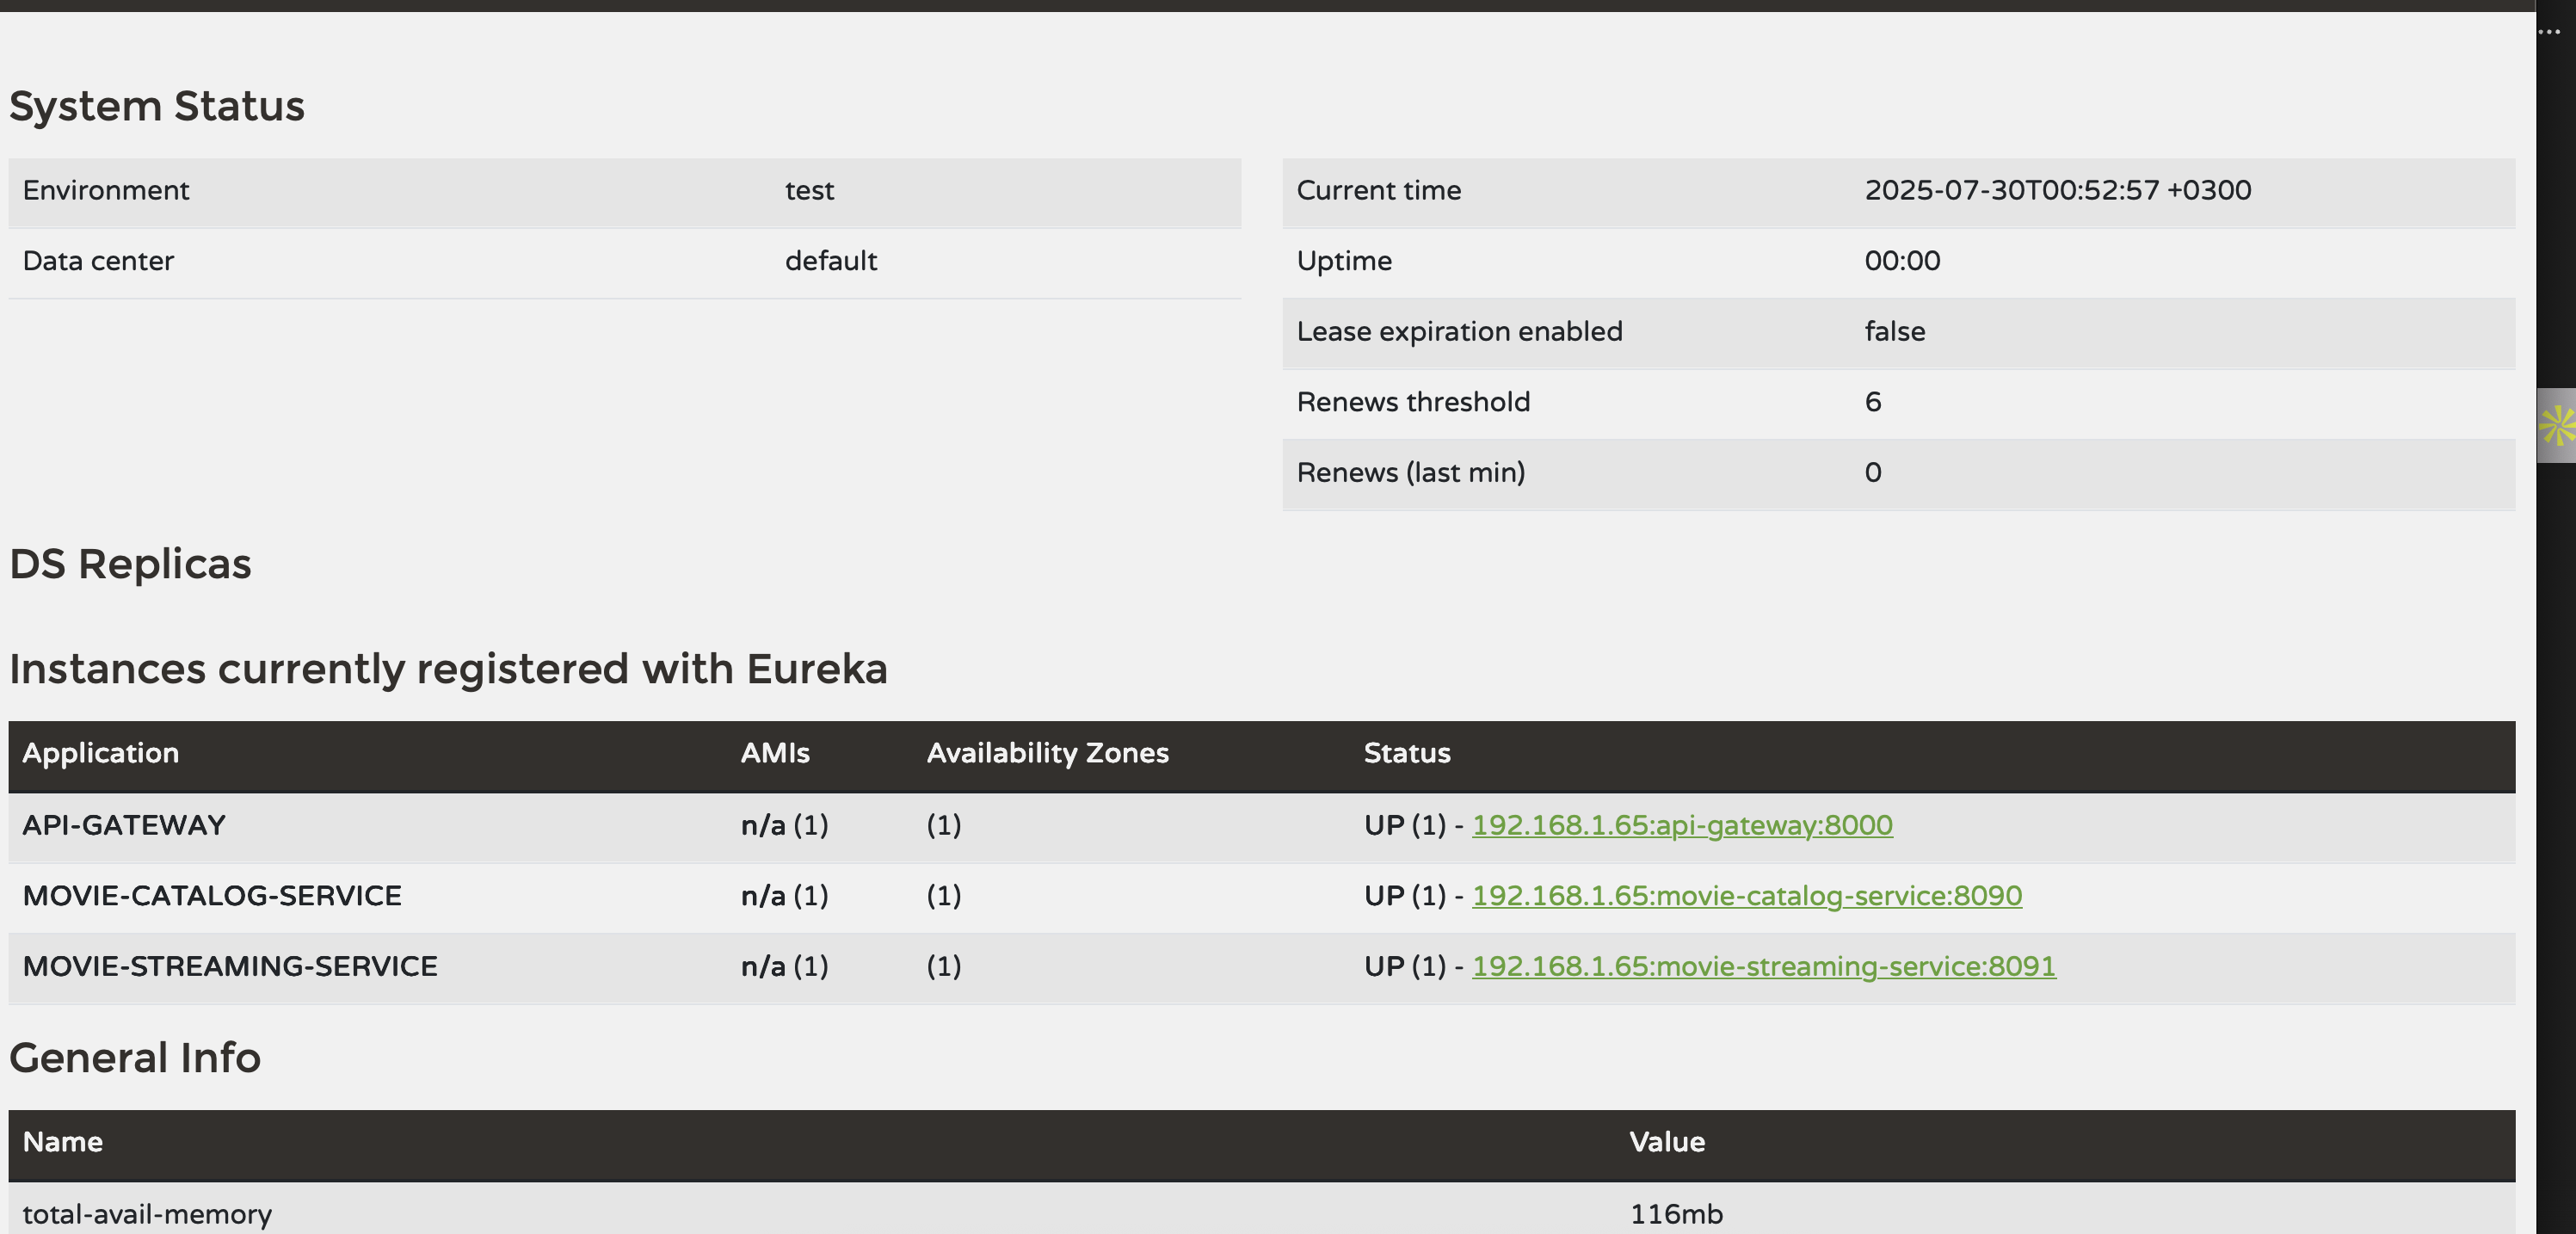 System Status
Environment test
Data center default
Current time 2025-07-30T00:52:57 +0300
Uptime 00:00
Lease expiration enabled false
Renews threshold 6
Renews (last min) 0
DS Replicas
Instances currently registered with Eureka
Application AMIs Availability Zones Status
API-GATEWAY n/a (1) (1) UP (1) - 192.168.1.65:api-gateway:8000
MOVIE-CATALOG-SERVICE n/a (1) (1) UP (1) - 192.168.1.65:movie-catalog-service:8090
MOVIE-STREAMING-SERVICE n/a (1) (1) UP (1) - 192.168.1.65:movie-streaming-service:8091
General Info
Name Value
total-avail-memory 116mb